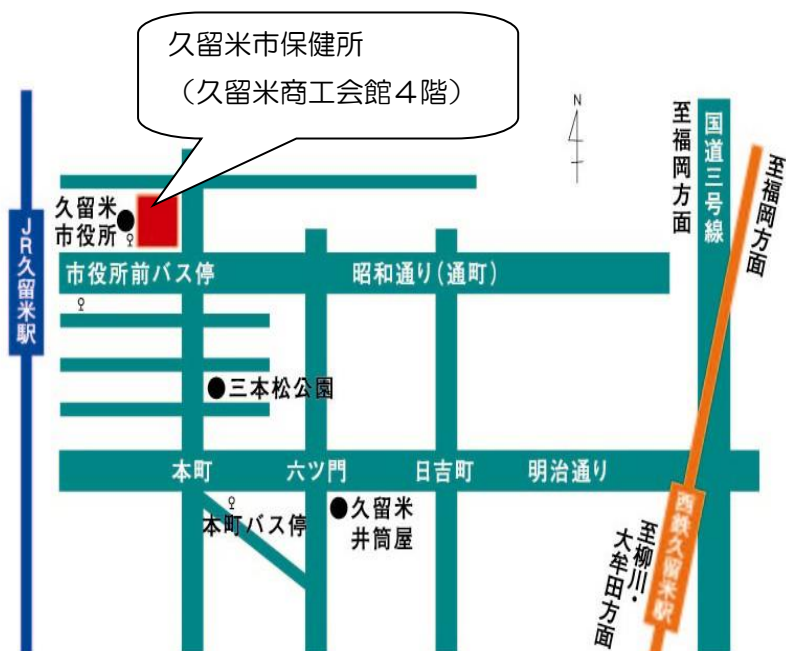 久留米市保健所
（久留米商工会館４階）
N
至福岡方面
国道三号線
至福岡方面
久留米
市役所
JR久留米駅
市役所前バス停
昭和通り(通町)
三本松公園
本町
六ツ門
日吉町
明治通り
本町バス停
久留米
井筒屋
西鉄久留米駅
至柳川・
大牟田方面